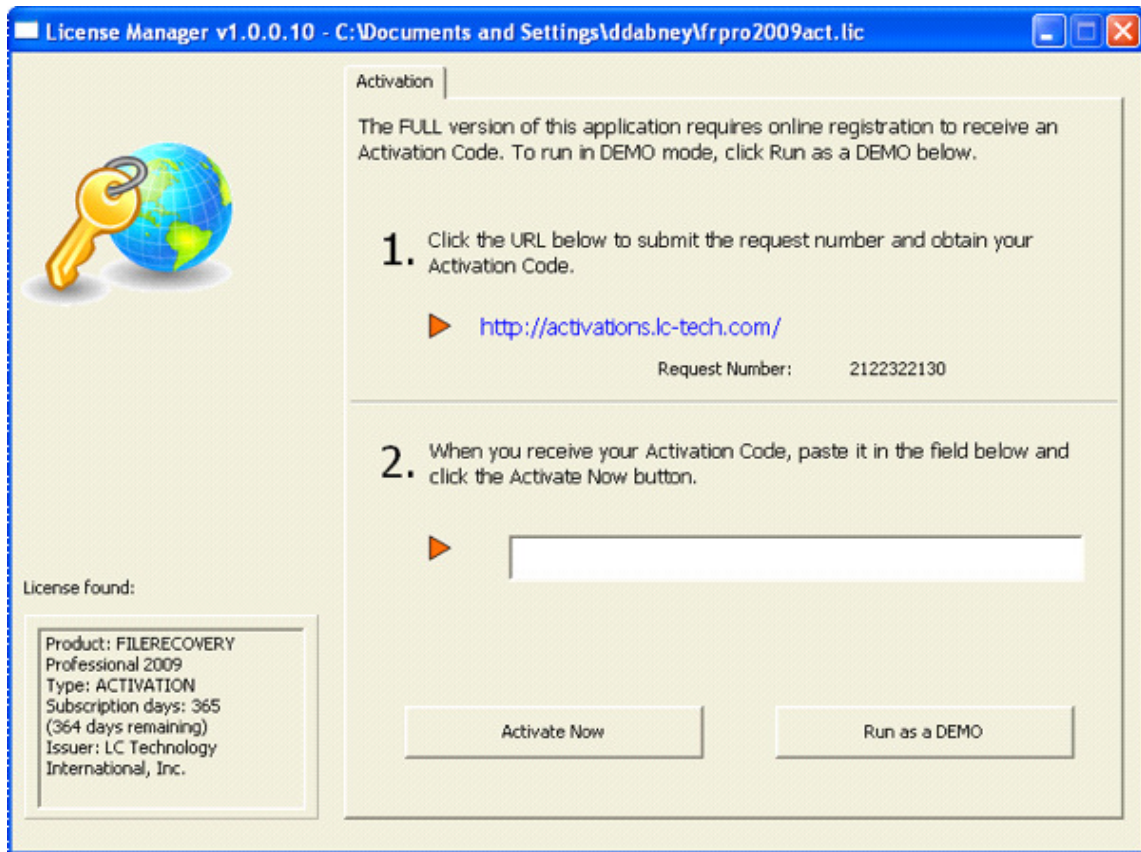 License Manager v1.0.0.10 - C:\Documents and Settings\ddabney\frpro2009act.lic
Activation
The FULL version of this application requires online registration to receive an
Activation Code. To run in DEMO mode, click Run as a DEMO below.
1. Click the URL below to submit the request number and obtain your
Activation Code.
http://activations.lc-tech.com/
Request Number: 2122322130
2. When you receive your Activation Code, paste it in the field below and
click the Activate Now button.
License found:
Product: FILERECOVERY
Professional 2009
Type: ACTIVATION
Subscription days: 365
(364 days remaining)
Issuer: LC Technology
International, Inc.
Activate Now
Run as a DEMO